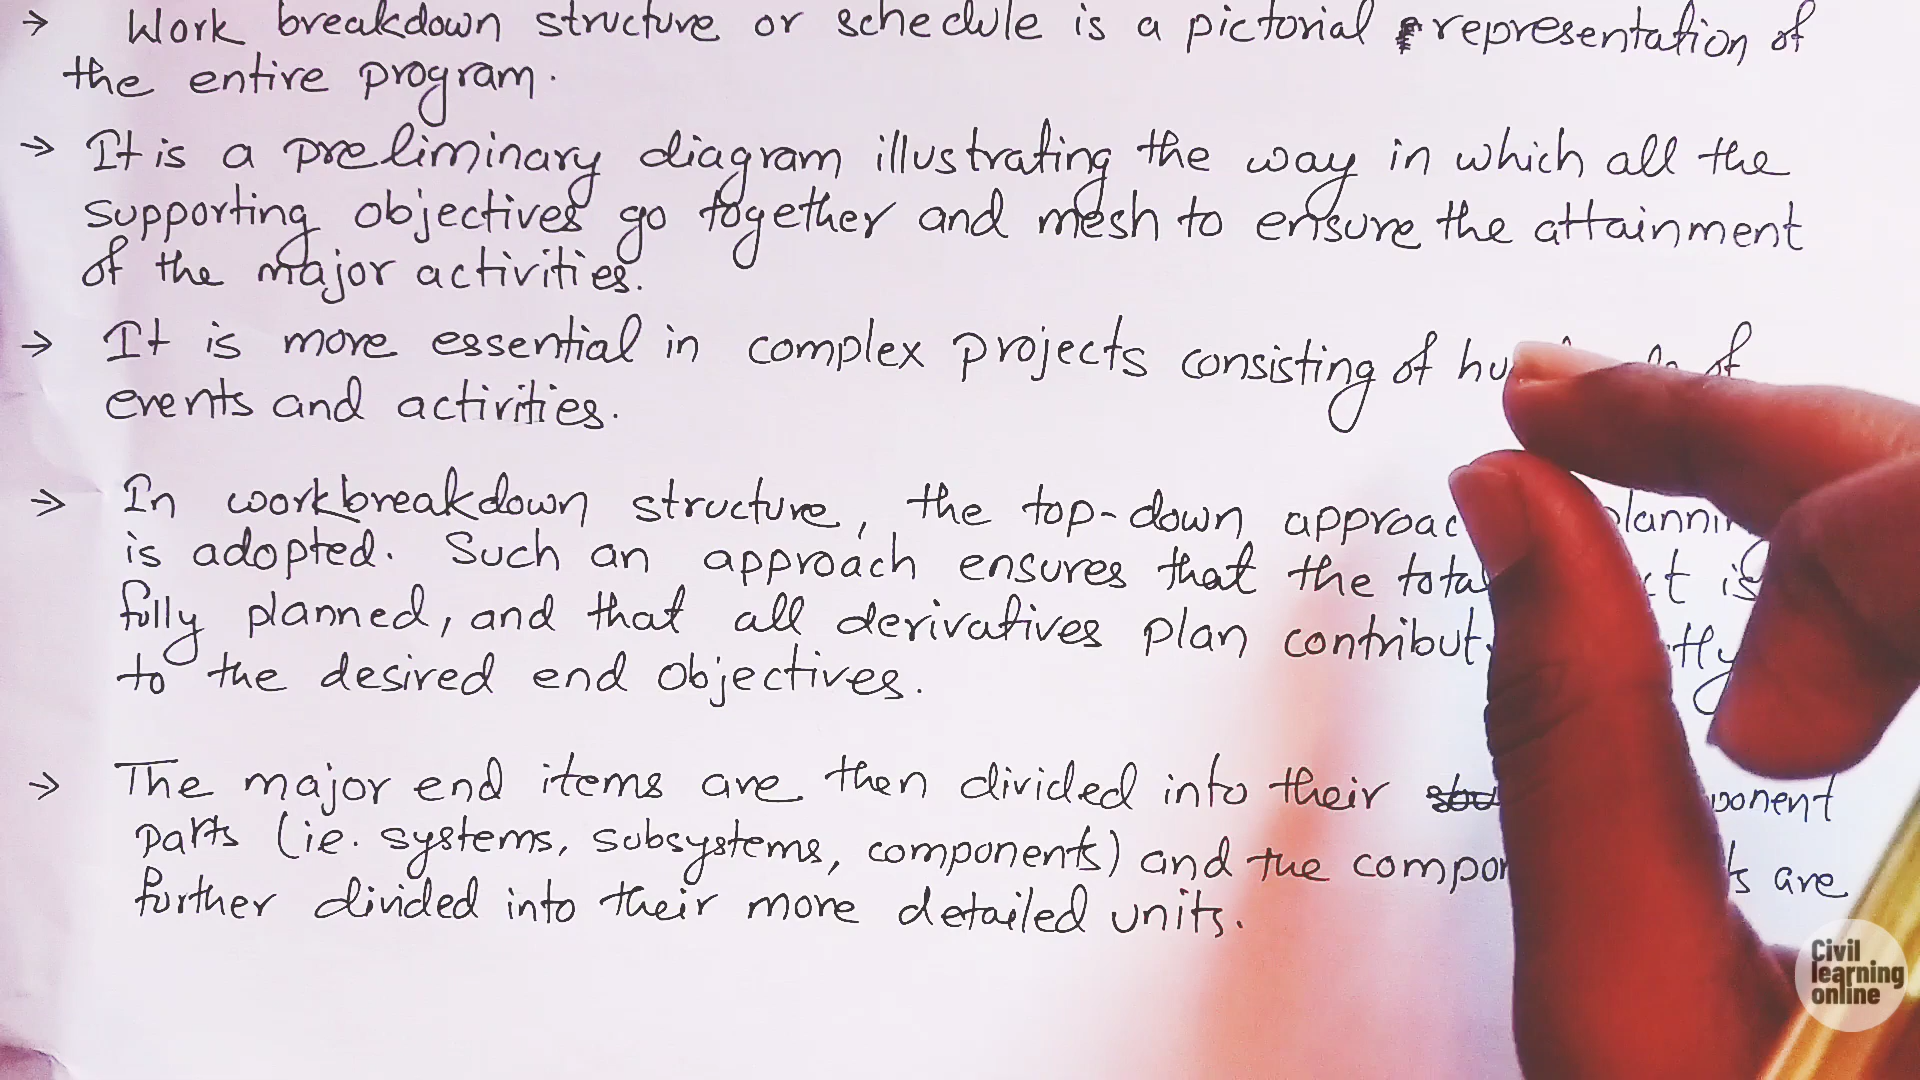 → Work breakdown structure or schedule is a pictorial representation of
the entire program.
→ It is a preliminary diagram illustrating the way in which all the
supporting objectives go together and mesh to ensure the attainment
of the major activities.
→ It is more essential in complex projects consisting of of
events and activities.
→ In workbreakdown structure, the top-down
is adopted. Such an approach ensures that the is
fully planned, and that all derivatives plan
to the desired end objectives.
→ The major end items are then divided into their
parts (ie. systems, subsystems, components) and the are
further divided into their more detailed units.
Civil
learning
online